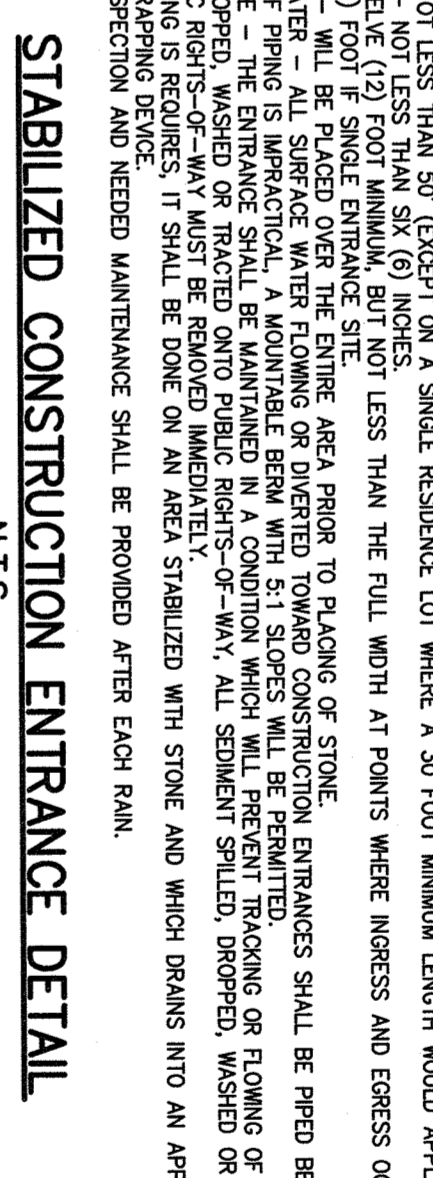 OT LESS THAN 50' (EXCEPT ON A SINGLE RESIDENCE LOT WHERE A 30 FOOT MINIMUM LENGTH WOULD APPL
- NOT LESS THAN SIX (6) INCHES.
ELVE (12) FOOT MINIMUM, BUT NOT LESS THAN THE FULL WIDTH AT POINTS WHERE INGRESS AND EGRESS OC
) FOOT IF SINGLE ENTRANCE SITE.
- WILL BE PLACED OVER THE ENTIRE AREA PRIOR TO PLACING OF STONE.
ATER - ALL SURFACE WATER FLOWING OR DIVERTED TOWARD CONSTRUCTION ENTRANCES SHALL BE PIPED BE
F PIPING IS IMPRACTICAL, A MOUNTABLE BERM WITH 5:1 SLOPES WILL BE PERMITTED.
E - THE ENTRANCE SHALL BE MAINTAINED IN A CONDITION WHICH WILL PREVENT TRACKING OR FLOWING OF
OPPED, WASHED OR TRACTED ONTO PUBLIC RIGHTS-OF-WAY, ALL SEDIMENT SPILLED, DROPPED, WASHED OR
C RIGHTS-OF-WAY MUST BE REMOVED IMMEDIATELY.
NG IS REQUIRES, IT SHALL BE DONE ON AN AREA STABILIZED WITH STONE AND WHICH DRAINS INTO AN APP
RAPPING DEVICE.
SPECTION AND NEEDED MAINTENANCE SHALL BE PROVIDED AFTER EACH RAIN.
STABILIZED CONSTRUCTION ENTRANCE DETAIL
N.T.S.